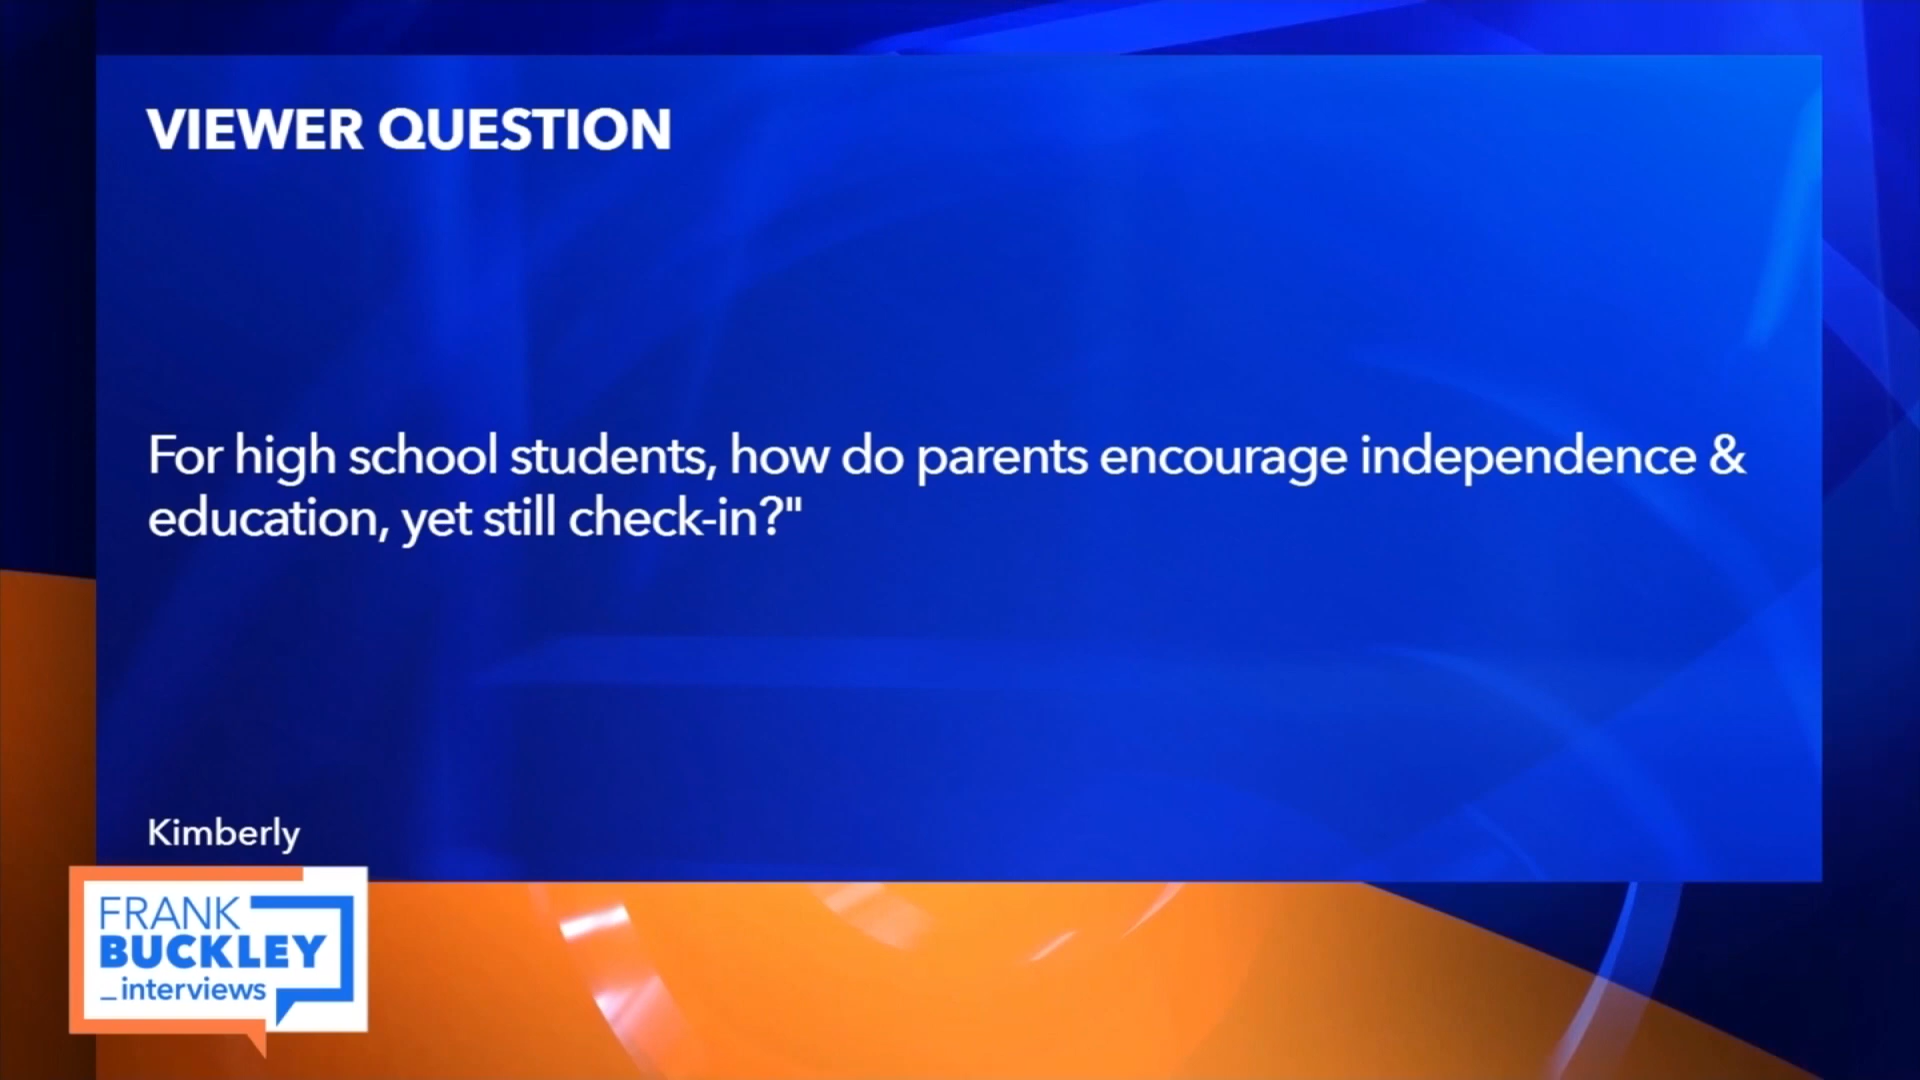 VIEWER QUESTION
For high school students, how do parents encourage independence &
education, yet still check-in?"
Kimberly
FRANK
BUCKLEY
_interviews